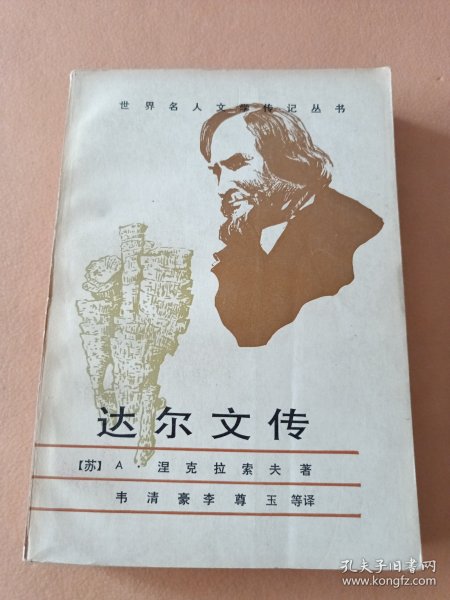 世界名人文学传记丛书
达尔文传
【苏】 A · 涅克拉索夫 著
韦清豪 李尊玉 等译
孔夫子旧书网
www.kongfz.com